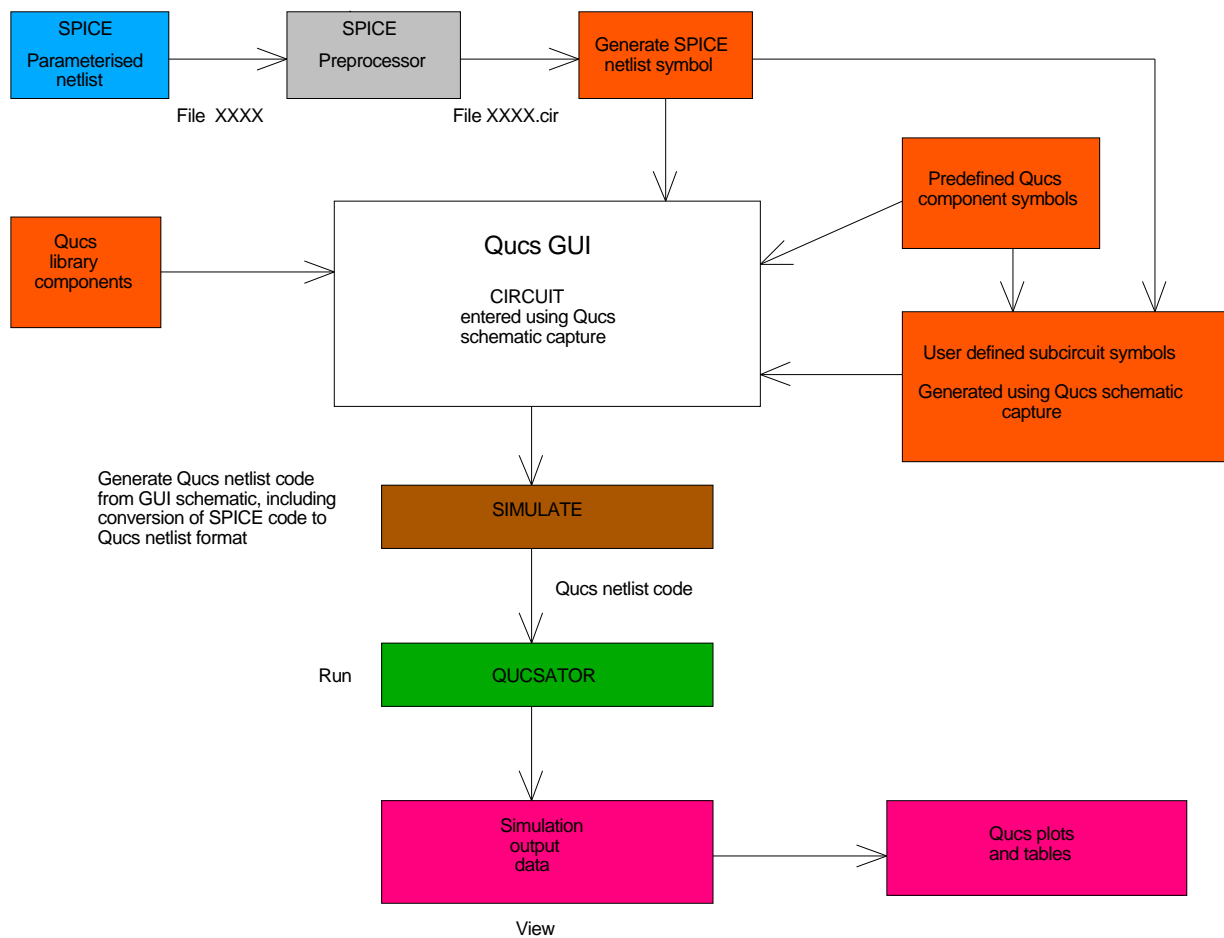 SPICE
Parameterised
netlist
SPICE
Preprocessor
Generate SPICE
netlist symbol
File XXXX
File XXXX.cir
Predefined Qucs
component symbols
Qucs
library
components
Qucs GUI
CIRCUIT
entered using Qucs
schematic capture
User defined subcircuit symbols
Generated using Qucs schematic
capture
Generate Qucs netlist code
from GUI schematic, including
conversion of SPICE code to
Qucs netlist format
SIMULATE
Qucs netlist code
Run
QUCSATOR
Simulation
output
data
Qucs plots
and tables
View